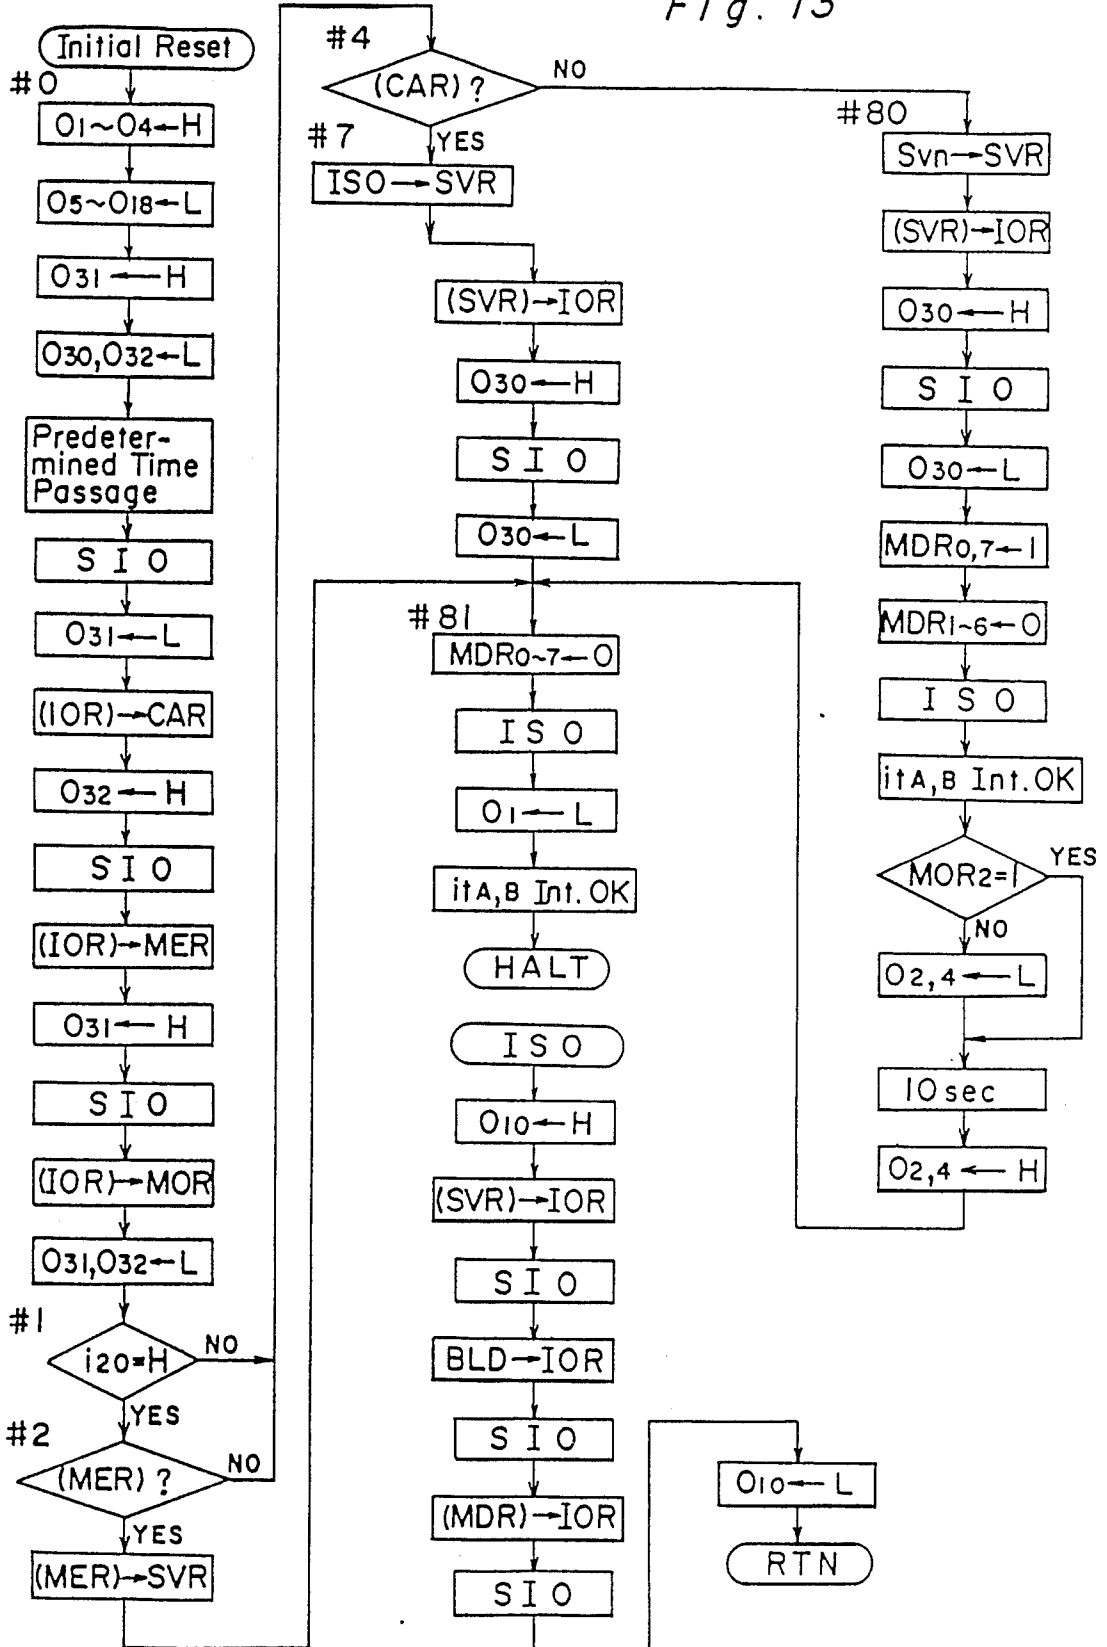 Fig. 13
Initial Reset
#0
O1~O4←H
O5~O18←L
O31←H
O30,O32←L
Predeter-
mined Time
Passage
SIO
O31←L
(IOR)→CAR
O32←H
SIO
(IOR)→MER
O31←H
SIO
(IOR)→MOR
O31,O32←L
#1
i20=H
NO
YES
#2
(MER)?
NO
YES
(MER)→SVR
#4
(CAR)?
NO
YES
#7
ISO→SVR
(SVR)→IOR
O30←H
SIO
O30←L
#81
MDR0~7←0
ISO
O1←L
itA,B Int.OK
HALT
ISO
O10←H
(SVR)→IOR
SIO
BLD→IOR
SIO
(MDR)→IOR
SIO
O10←L
RTN
#80
Svn→SVR
(SVR)→IOR
O30←H
SIO
O30←L
MDR0,7←1
MDR1~6←0
ISO
itA,B Int.OK
MOR2=1
YES
NO
O2,4←L
10sec
O2,4←H